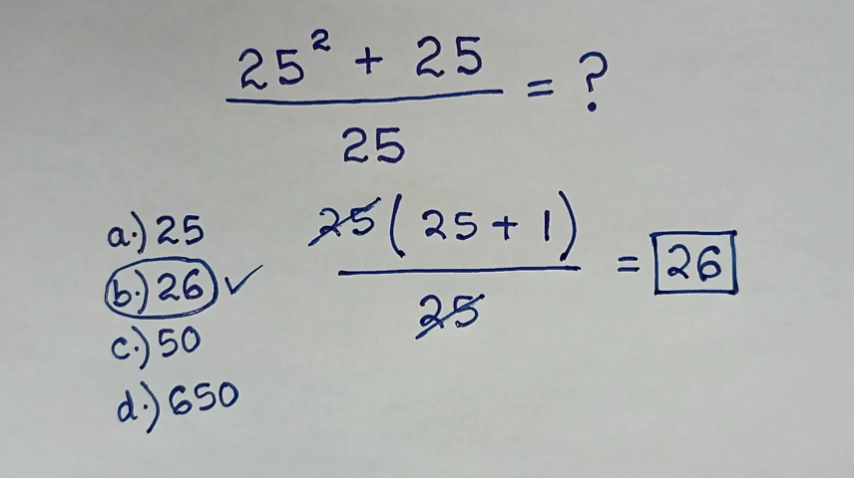 25² + 25
25
= ?
a.) 25
b.) 26 ✓
c.) 50
d.) 650
25(25 + 1)
25
= 26